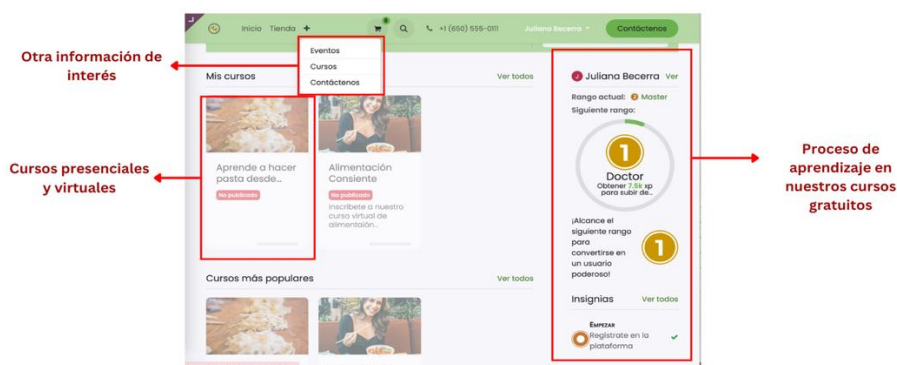 Inicio Tienda +
0
+1 (650) 555-0111
Juliana Becerra
Contáctenos
Eventos
Cursos
Contáctenos
Otra información de
interés
Cursos presenciales
y virtuales
Mis cursos
Ver todos
Aprende a hacer
pasta desde...
No publicado
Alimentación
Consiente
No publicado
Inscribete a nuestro
curso virtual de
alimentaión..
Cursos más populares
Ver todos
J Juliana Becerra Ver
Rango actual: Master
Siguiente rango:
1
Doctor
Obtener 7.5k xp
para subir de...
¡Alcance el
siguiente rango
para
convertirse en
un usuario
poderoso!
1
Insignias Ver todos
EMPEZAR
Regístrate en la
plataforma
Proceso de
aprendizaje en
nuestros cursos
gratuitos